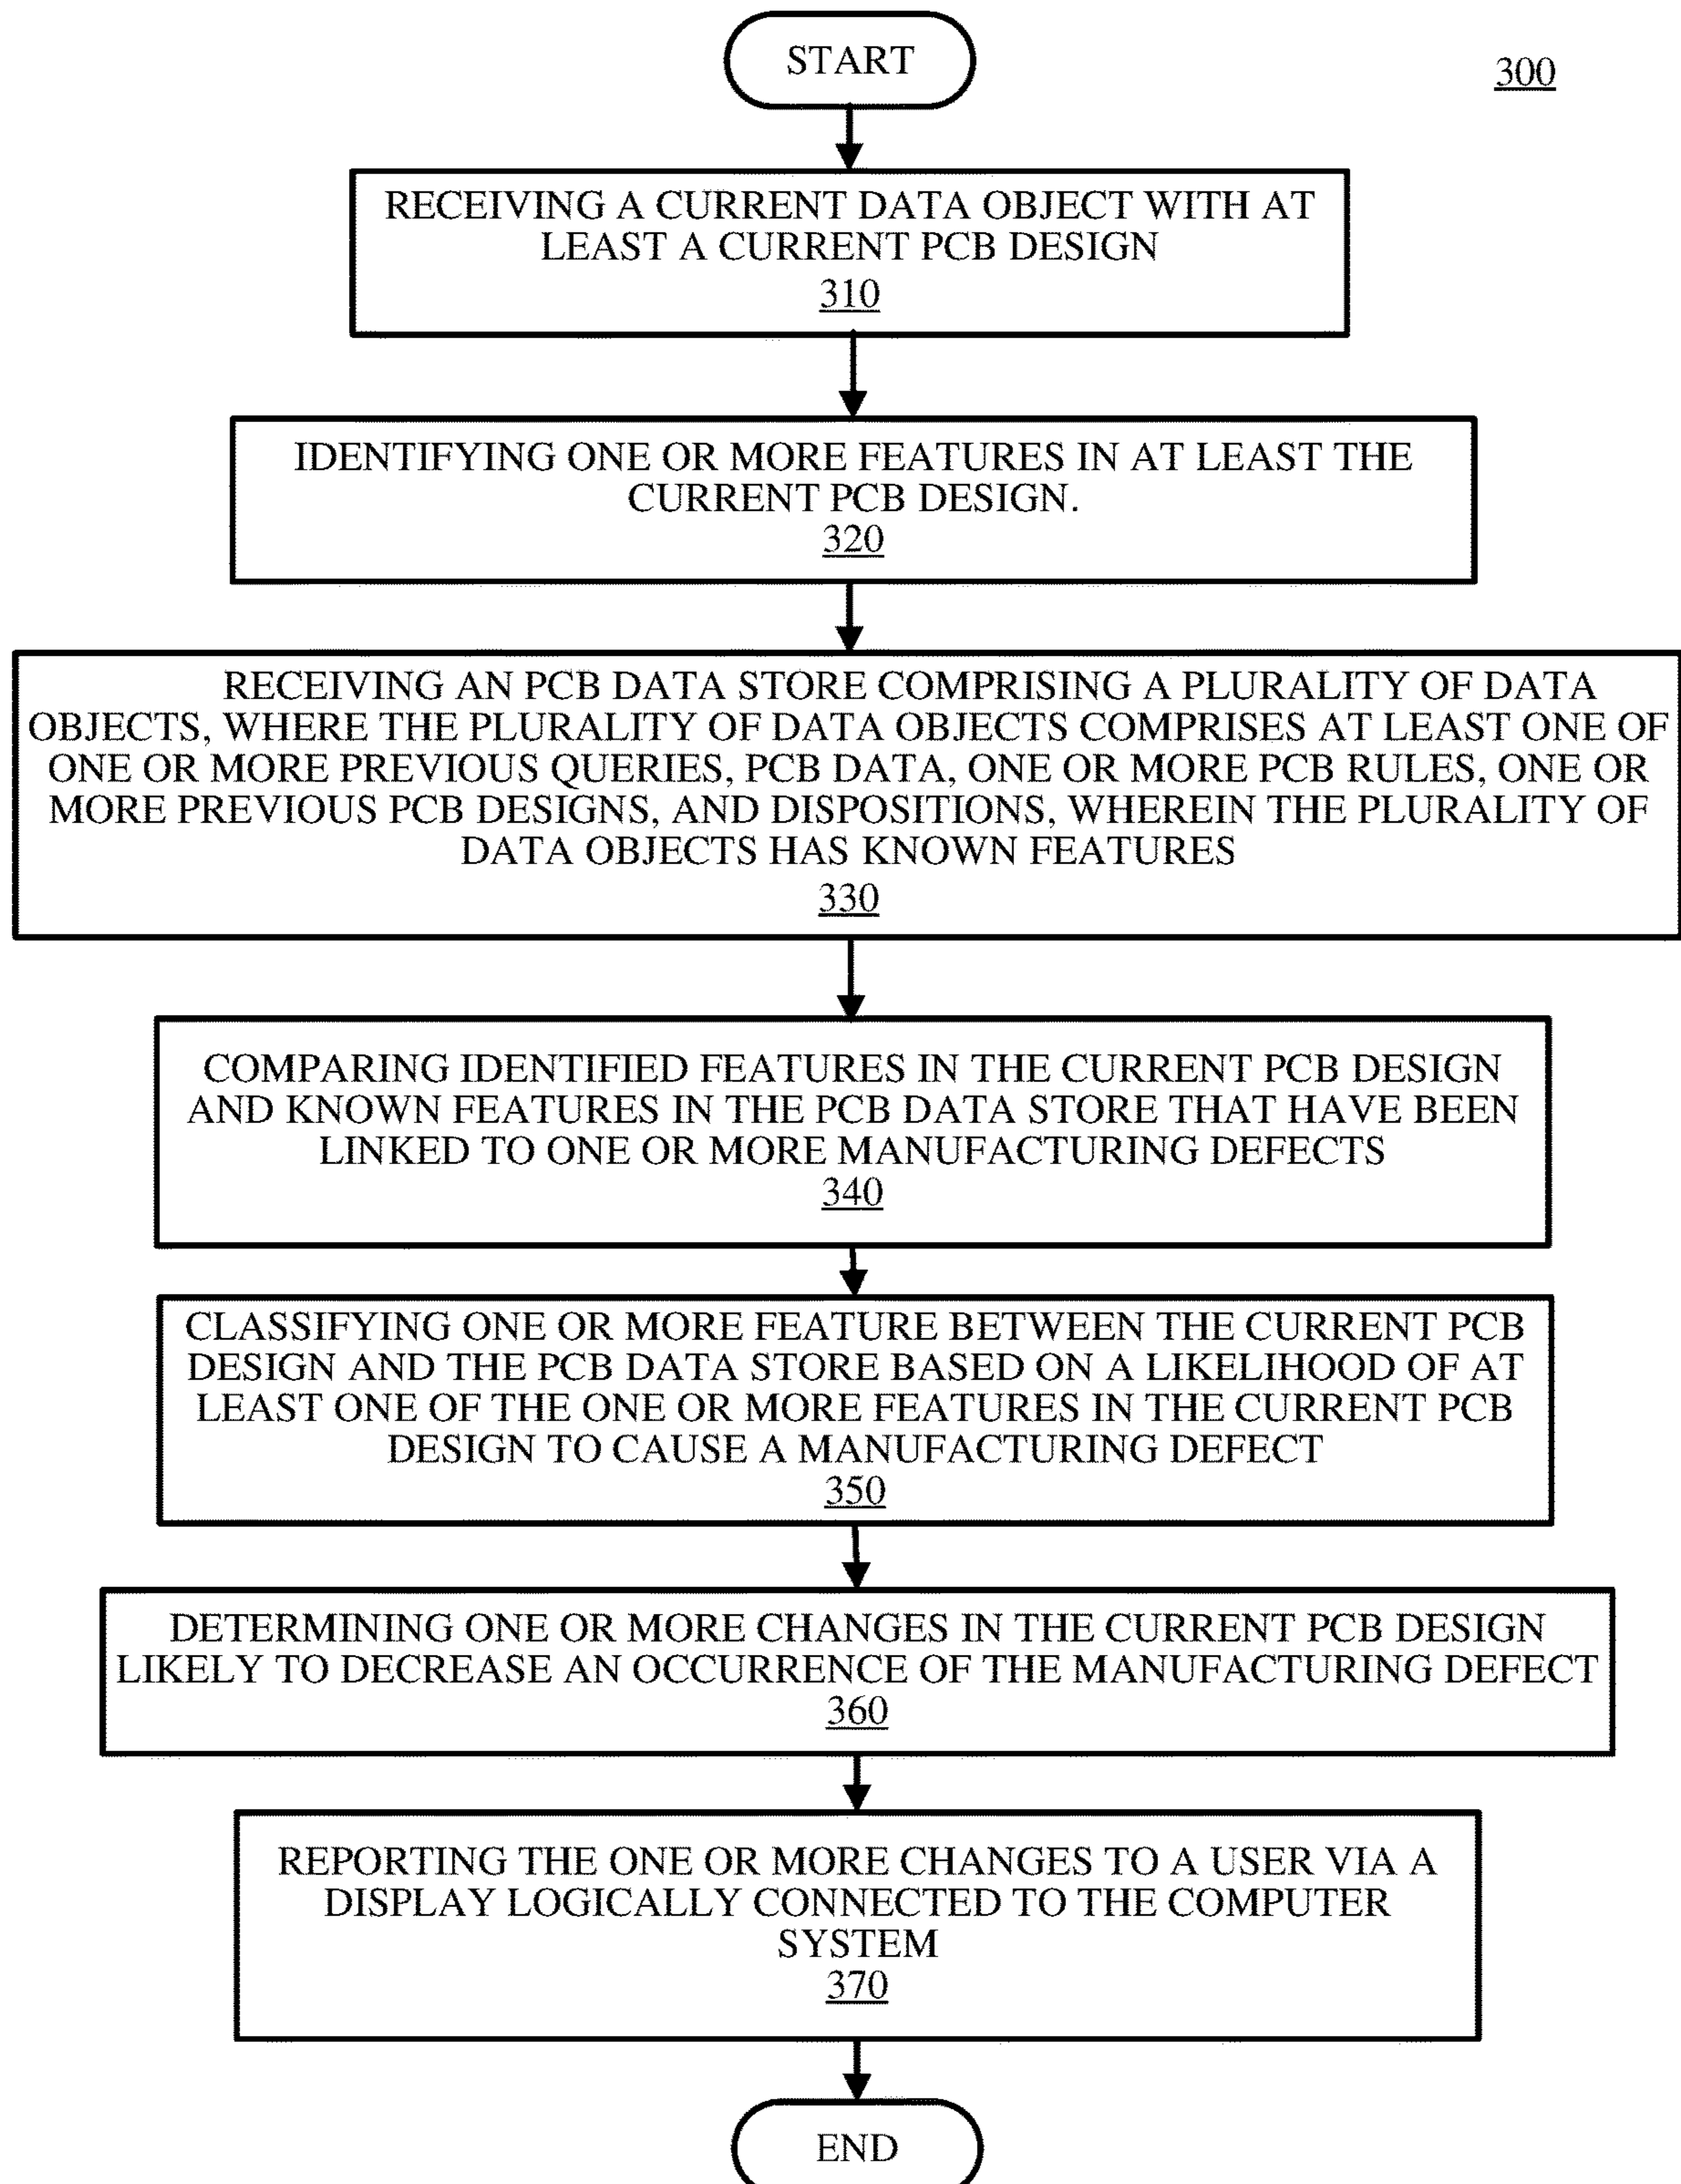 START
300
RECEIVING A CURRENT DATA OBJECT WITH AT
LEAST A CURRENT PCB DESIGN
310
IDENTIFYING ONE OR MORE FEATURES IN AT LEAST THE
CURRENT PCB DESIGN.
320
RECEIVING AN PCB DATA STORE COMPRISING A PLURALITY OF DATA
OBJECTS, WHERE THE PLURALITY OF DATA OBJECTS COMPRISES AT LEAST ONE OF
ONE OR MORE PREVIOUS QUERIES, PCB DATA, ONE OR MORE PCB RULES, ONE OR
MORE PREVIOUS PCB DESIGNS, AND DISPOSITIONS, WHEREIN THE PLURALITY OF
DATA OBJECTS HAS KNOWN FEATURES
330
COMPARING IDENTIFIED FEATURES IN THE CURRENT PCB DESIGN
AND KNOWN FEATURES IN THE PCB DATA STORE THAT HAVE BEEN
LINKED TO ONE OR MORE MANUFACTURING DEFECTS
340
CLASSIFYING ONE OR MORE FEATURE BETWEEN THE CURRENT PCB
DESIGN AND THE PCB DATA STORE BASED ON A LIKELIHOOD OF AT
LEAST ONE OF THE ONE OR MORE FEATURES IN THE CURRENT PCB
DESIGN TO CAUSE A MANUFACTURING DEFECT
350
DETERMINING ONE OR MORE CHANGES IN THE CURRENT PCB DESIGN
LIKELY TO DECREASE AN OCCURRENCE OF THE MANUFACTURING DEFECT
360
REPORTING THE ONE OR MORE CHANGES TO A USER VIA A
DISPLAY LOGICALLY CONNECTED TO THE COMPUTER
SYSTEM
370
END